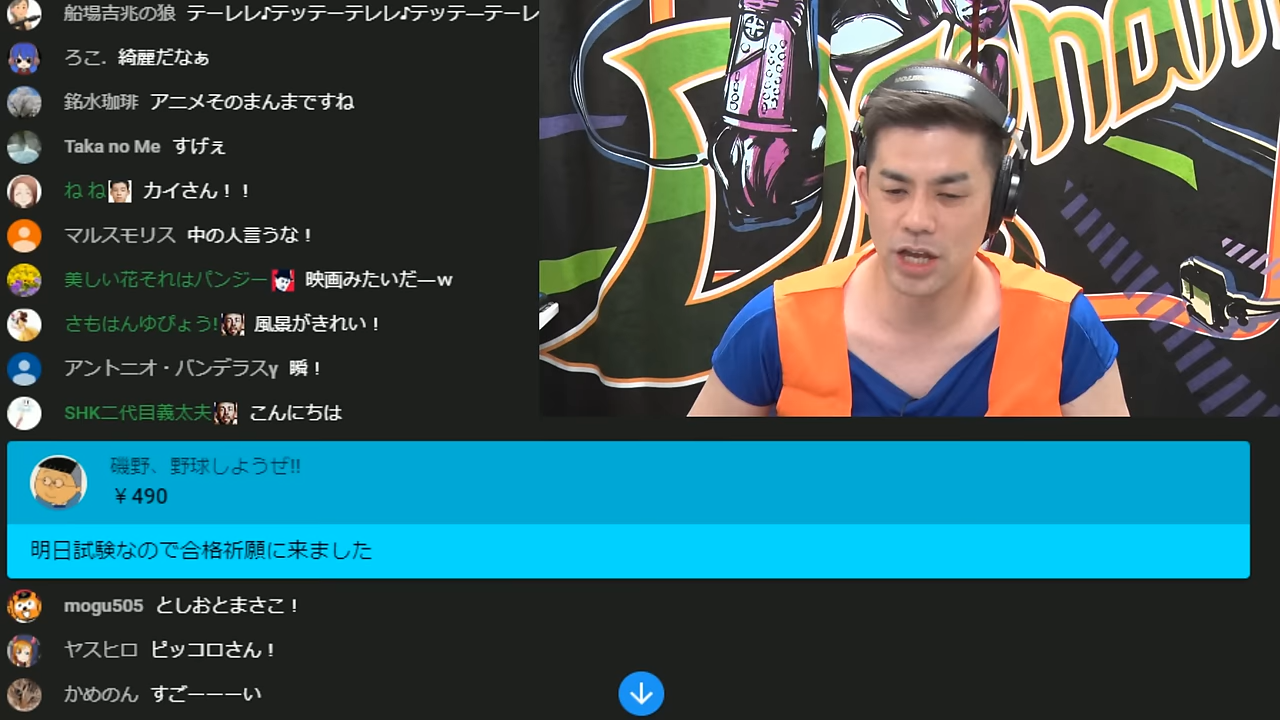 船場吉兆の狼 テーレレ♪テッテーテレレ♪テッテーテーレ
ろこ. 綺麗だなぁ
銘水珈琲 アニメそのまんまですね
Taka no Me すげぇ
ね ね カイさん！！
マルスモリス 中の人言うな！
美しい花それはパンジー 映画みたいだーw
さもはんゆぴょう! 風景がきれい！
アントニオ・バンデラスγ 瞬！
SHK二代目義太夫 こんにちは
磯野、野球しようぜ!!
￥490
明日試験なので合格祈願に来ました
mogu505 としおとまさこ！
ヤスヒロ ピッコロさん！
かめのん すごーーーい